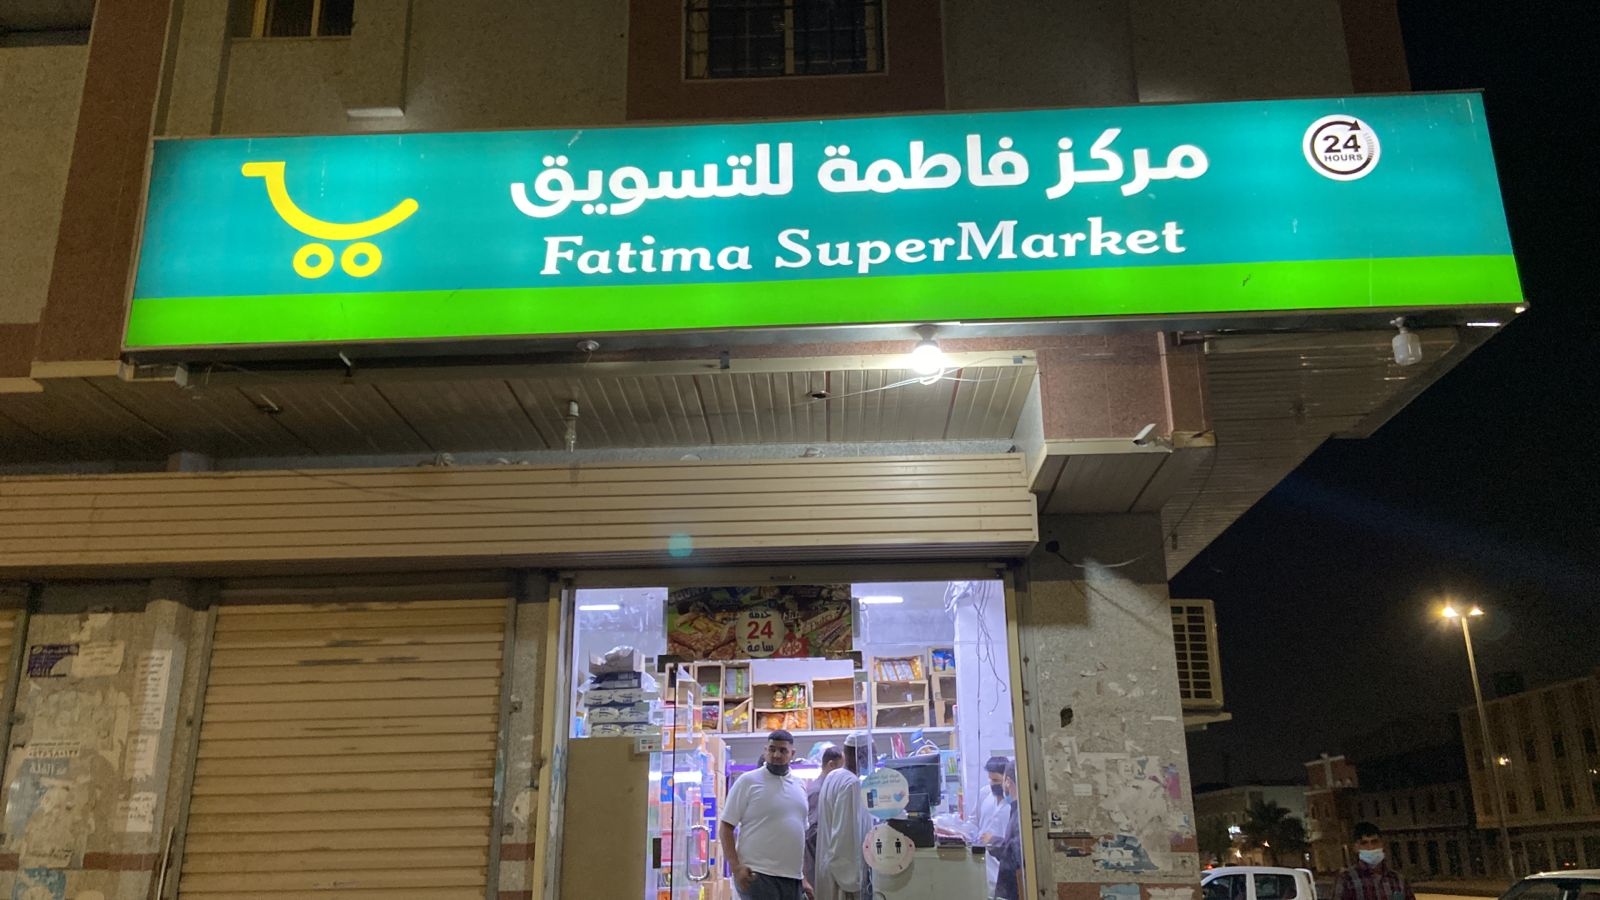 مركز فاطمة للتسويق
24
HOURS
Fatima SuperMarket
خدمة
24
ساعة